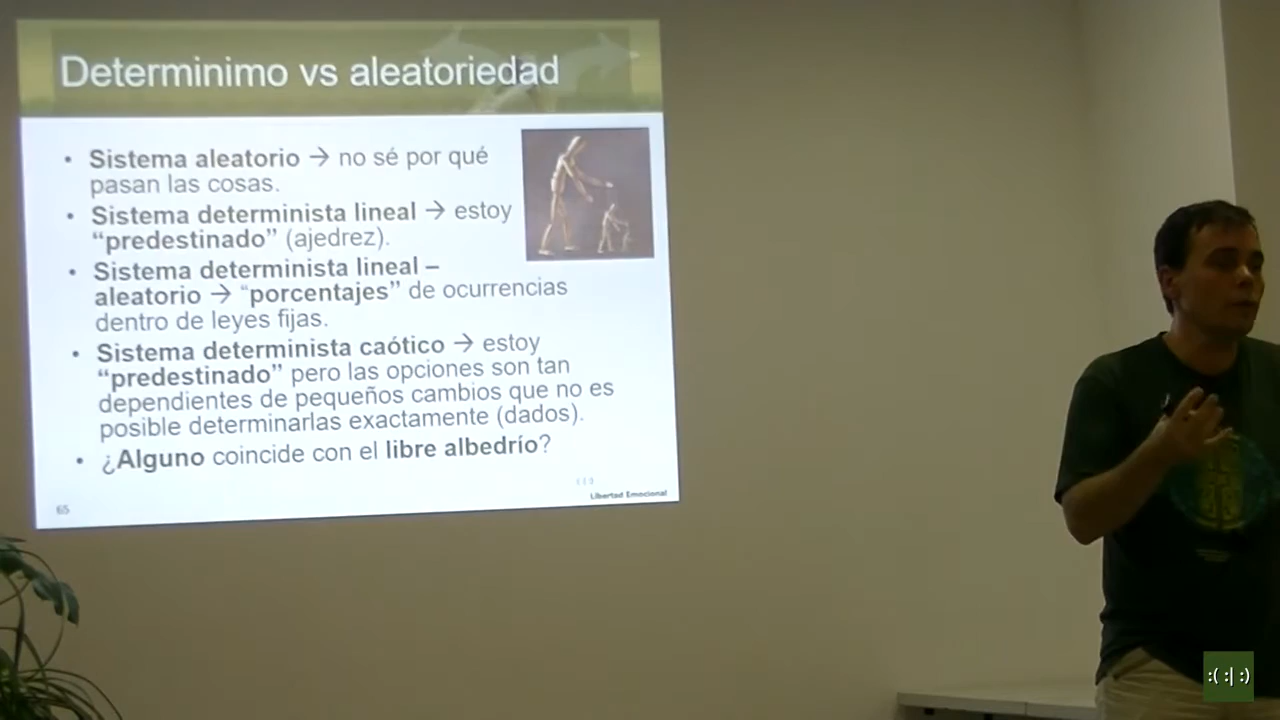 Determinimo vs aleatoriedad
• Sistema aleatorio → no sé por qué
pasan las cosas.
• Sistema determinista lineal → estoy
“predestinado” (ajedrez).
• Sistema determinista lineal –
aleatorio → “porcentajes” de ocurrencias
dentro de leyes fijas.
• Sistema determinista caótico → estoy
“predestinado” pero las opciones son tan
dependientes de pequeños cambios que no es
posible determinarlas exactamente (dados).
• ¿Alguno coincide con el libre albedrío?
65
Libertad Emocional
:( :| :)